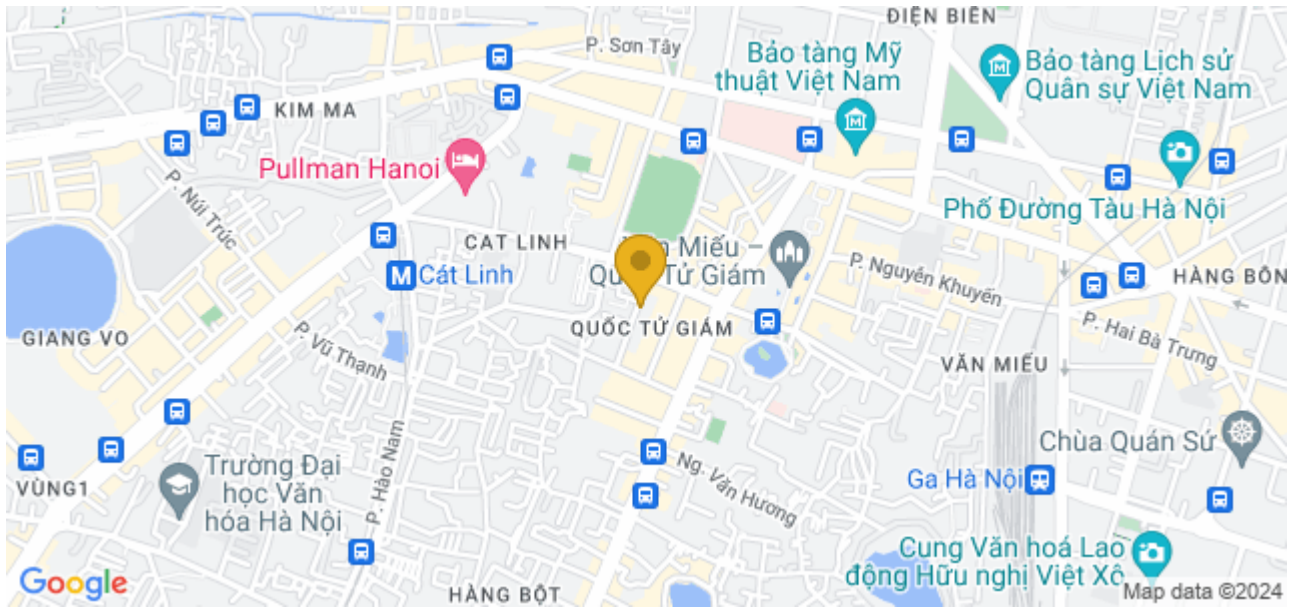 ĐIỆN BIÊN
P. Sơn Tây
Bảo tàng Mỹ
thuật Việt Nam
Bảo tàng Lịch sử
Quân sự Việt Nam
KIM MA
Pullman Hanoi
P. Núi Trúc
Phố Đường Tàu Hà Nội
CAT LINH
Miếu –
Tử Giám
P. Nguyễn Khuyến
Cát Linh
HÀNG BÔN
GIANG VO
QUỐC TỬ GIÁM
P. Hai Bà Trưng
P. Vũ Thạnh
VĂN MIẾU
Chùa Quán Sứ
Trường Đại
học Văn
hóa Hà Nội
P. Hào Nam
Ng. Văn Hương
Ga Hà Nội
VÙNG1
Cung Văn hoá Lao
động Hữu nghị Việt Xô
Google
HÀNG BỘT
Map data ©2024